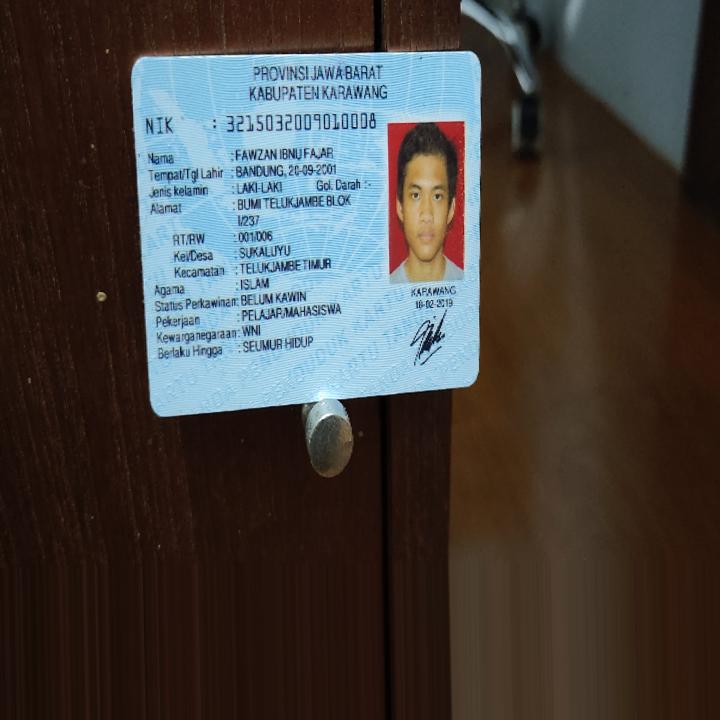 PROVINSI JAWA BARAT
KABUPATEN KARAWANG
NIK : 3215032009010008
Nama : FAWZAN IBNU FAJAR
Tempat/Tgl Lahir : BANDUNG, 20-09-2001
Jenis kelamin : LAKI-LAKI Gol. Darah :-
Alamat : BUMI TELUKJAMBE BLOK
I/237
RT/RW : 001/006
Kel/Desa : SUKALUYU
Kecamatan : TELUKJAMBE TIMUR
Agama : ISLAM
Status Perkawinan: BELUM KAWIN
Pekerjaan : PELAJAR/MAHASISWA
Kewarganegaraan: WNI
Berlaku Hingga : SEUMUR HIDUP
KARAWANG
18-02-2019